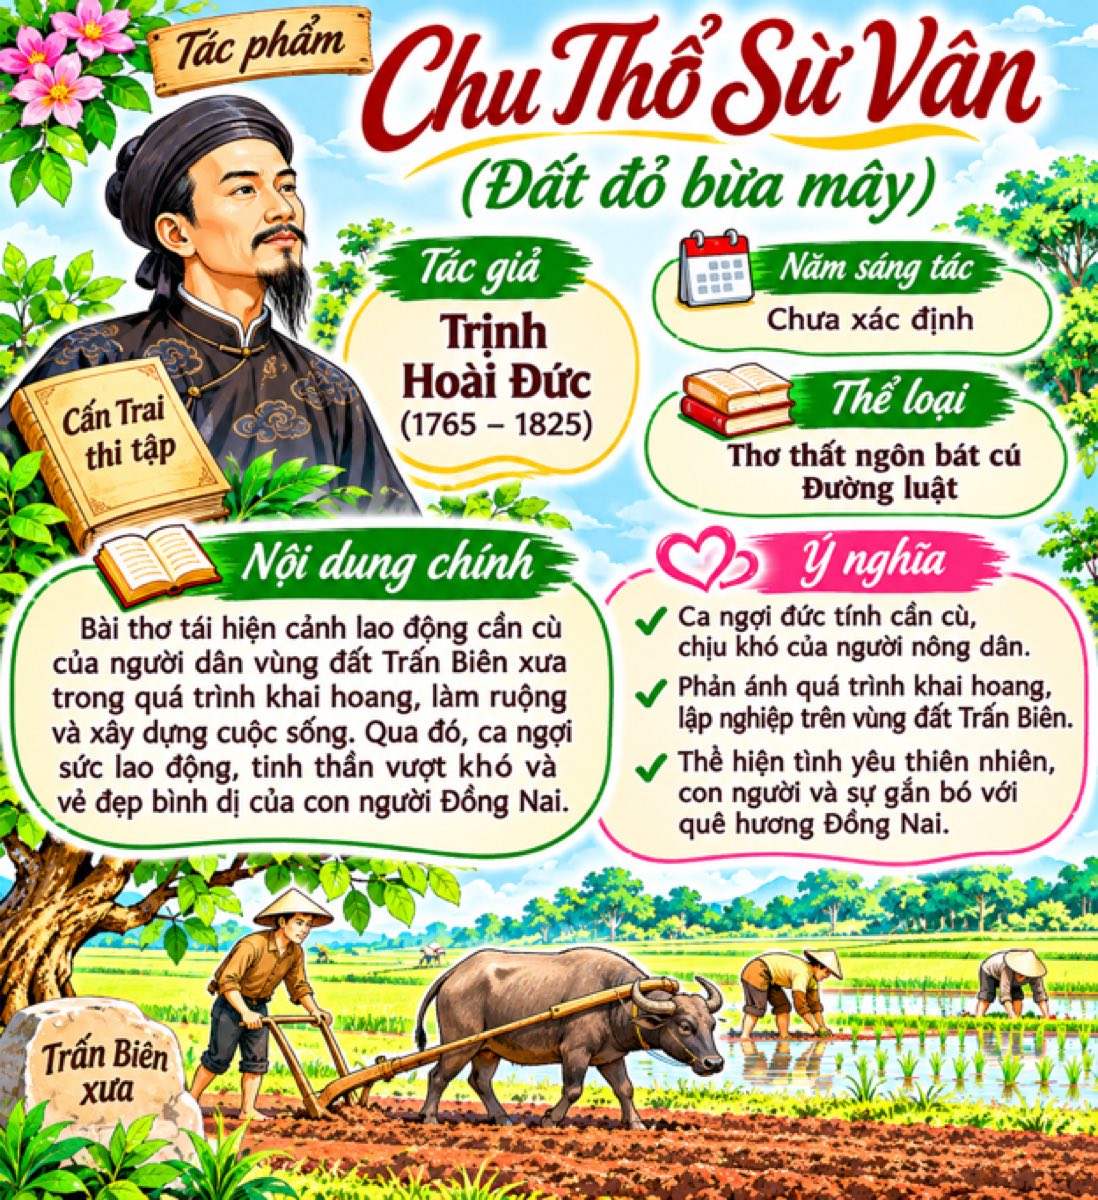 Tác phẩm
Chu Thổ Sừ Vân
(Đất đỏ bừa mây)
Tác giả
Trịnh
Hoài Đức
(1765 – 1825)
Năm sáng tác
Chưa xác định
Thể loại
Thơ thất ngôn bát cú
Đường luật
Cấn Trai
thi tập
Nội dung chính
Bài thơ tái hiện cảnh lao động cần cù
của người dân vùng đất Trấn Biên xưa
trong quá trình khai hoang, làm ruộng
và xây dựng cuộc sống. Qua đó, ca ngợi
sức lao động, tinh thần vượt khó và
vẻ đẹp bình dị của con người Đồng Nai.
Ý nghĩa
Ca ngợi đức tính cần cù,
chịu khó của người nông dân.
Phản ánh quá trình khai hoang,
lập nghiệp trên vùng đất Trấn Biên.
Thể hiện tình yêu thiên nhiên,
con người và sự gắn bó với
quê hương Đồng Nai.
Trấn Biên
xưa